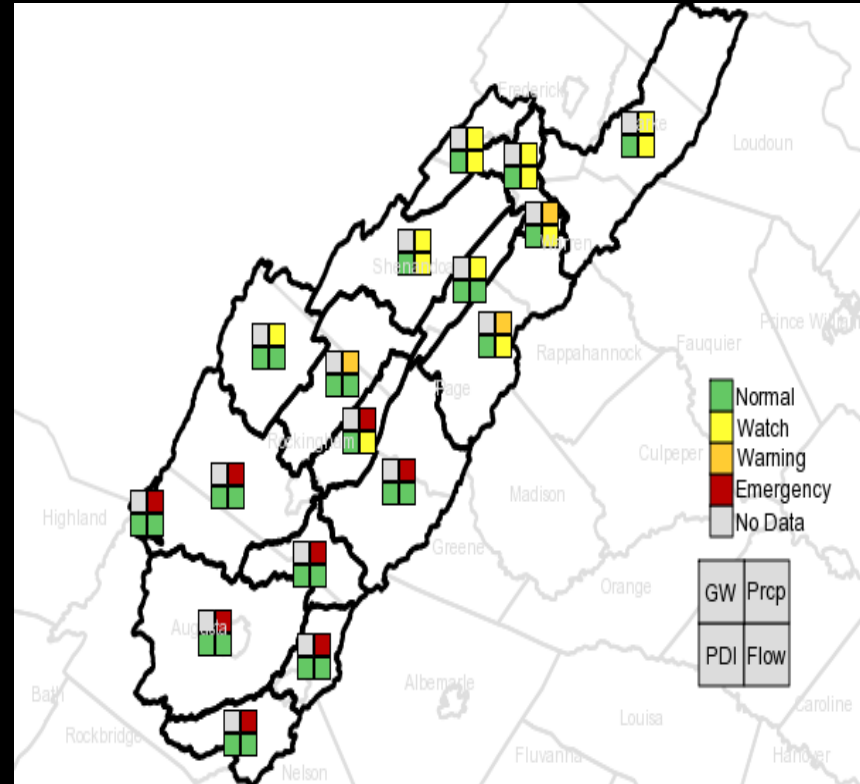 Frederick
Clarke
Loudoun
Warren
Shenandoah
Prince William
Fauquier
Rappahannock
Page
Normal
Watch
Rockingham
Culpeper
Warning
Emergency
Madison
Highland
No Data
Greene
Orange
GW Prcp
Augusta
PDI Flow
Albemarle
Bath
Caroline
Louisa
Rockbridge
Fluvanna
Hanover
Nelson